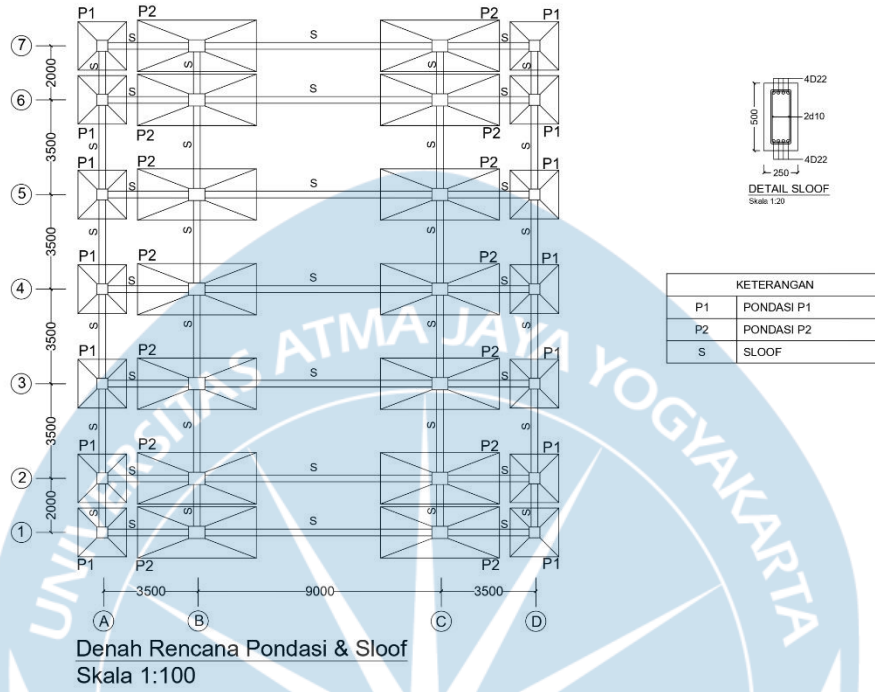 P1 P2 P2 P1
7 S S S
S S S S
2000
6 S S S
P1 P2 P2 P1
3500 S S S S
P1 P2 P2 P1
5 S S S
3500 S S S S
P1 P2 P2 P1
4 S S S
3500 S S S S
P1 P2 P2 P1
3 S S S
3500 S S S S
P1 P2 P2 P1
2 S S S
2000
S S S S
1 S S S
P1 P2 P2 P1
3500 9000 3500
A B C D
Denah Rencana Pondasi & Sloof
Skala 1:100
4D22
500
2d10
4D22
250
DETAIL SLOOF
Skala 1:20
KETERANGAN
P1 PONDASI P1
P2 PONDASI P2
S SLOOF
UNIVERSITAS ATMA JAYA YOGYAKARTA